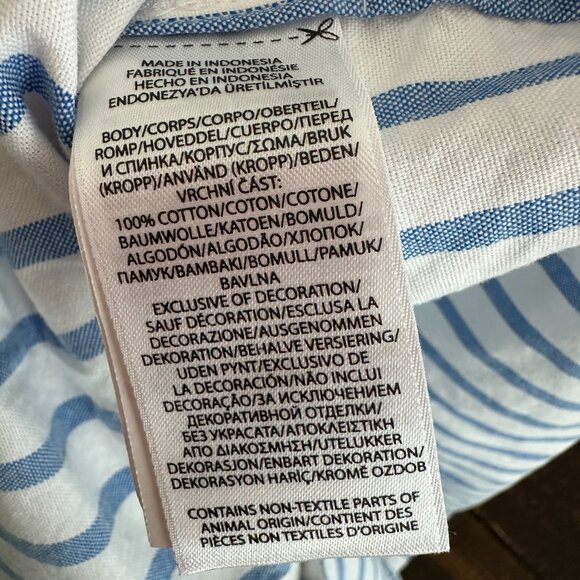 MADE IN INDONESIA
FABRIQUÉ EN INDONÉSIE
HECHO EN INDONESIA
ENDONEZYA'DA ÜRETİLMİŞTİR
BODY/CORPS/CORPO/OBERTEIL/
ROMP/HOVEDDEL/CUERPO/ПЕРЕД
И СПИНКА/КОРПУС/ΣΩΜΑ/BRUK
(KROPP)/ANVÄND (KROPP)/BEDEN/
VRCHNÍ ČÁST:
100% COTTON/COTON/COTONE/
BAUMWOLLE/KATOEN/BOMULD/
ALGODÓN/ALGODÃO/ХЛОПОК/
ПАМУК/ΒΑΜΒΑΚΙ/BOMULL/PAMUK/
BAVLNA
EXCLUSIVE OF DECORATION/
SAUF DÉCORATION/ESCLUSA LA
DECORAZIONE/AUSGENOMMEN
DEKORATION/BEHALVE VERSIERING/
UDEN PYNT/EXCLUSIVO DE
LA DECORACIÓN/NÃO INCLUI
DECORAÇÃO/ЗА ИСКЛЮЧЕНИЕМ
ДЕКОРАТИВНОЙ ОТДЕЛКИ/
БЕЗ УКРАСАТА/ΑΠΟΚΛΕΙΣΤΙΚΗ
ΑΠΟ ΔΙΑΚΟΣΜΗΣΗ/UTELUKKER
DEKORASJON/ENBART DEKORATION/
DEKORASYON HARİÇ/KROMĚ OZDOB
CONTAINS NON-TEXTILE PARTS OF
ANIMAL ORIGIN/CONTIENT DES
PIÈCES NON TEXTILES D'ORIGINE